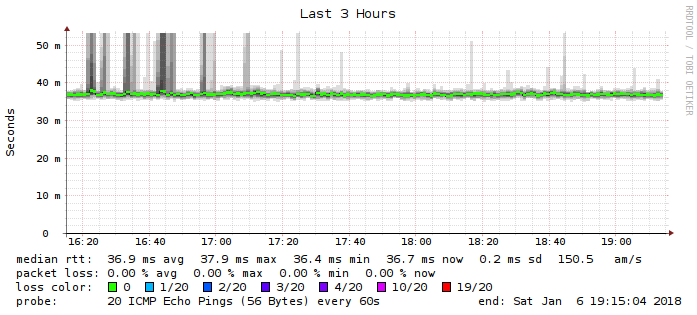 Last 3 Hours
RRDTOOL / TOBI OETIKER
Seconds
50 m
40 m
30 m
20 m
10 m
0
16:20 16:40 17:00 17:20 17:40 18:00 18:20 18:40 19:00
median rtt: 36.9 ms avg 37.9 ms max 36.4 ms min 36.7 ms now 0.2 ms sd 150.5 am/s
packet loss: 0.00 % avg 0.00 % max 0.00 % min 0.00 % now
loss color: 0 1/20 2/20 3/20 4/20 10/20 19/20
probe: 20 ICMP Echo Pings (56 Bytes) every 60s end: Sat Jan 6 19:15:04 2018